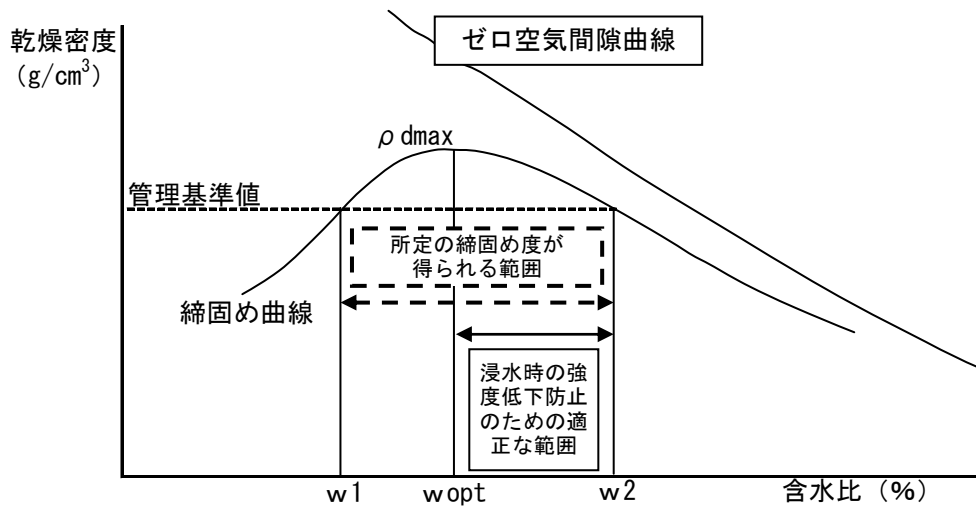 乾燥密度
(g/cm³)
ゼロ空気間隙曲線
ρdmax
管理基準値
所定の締固め度が
得られる範囲
締固め曲線
浸水時の強
度低下防止
のための適
正な範囲
w1
wopt
w2
含水比（%）